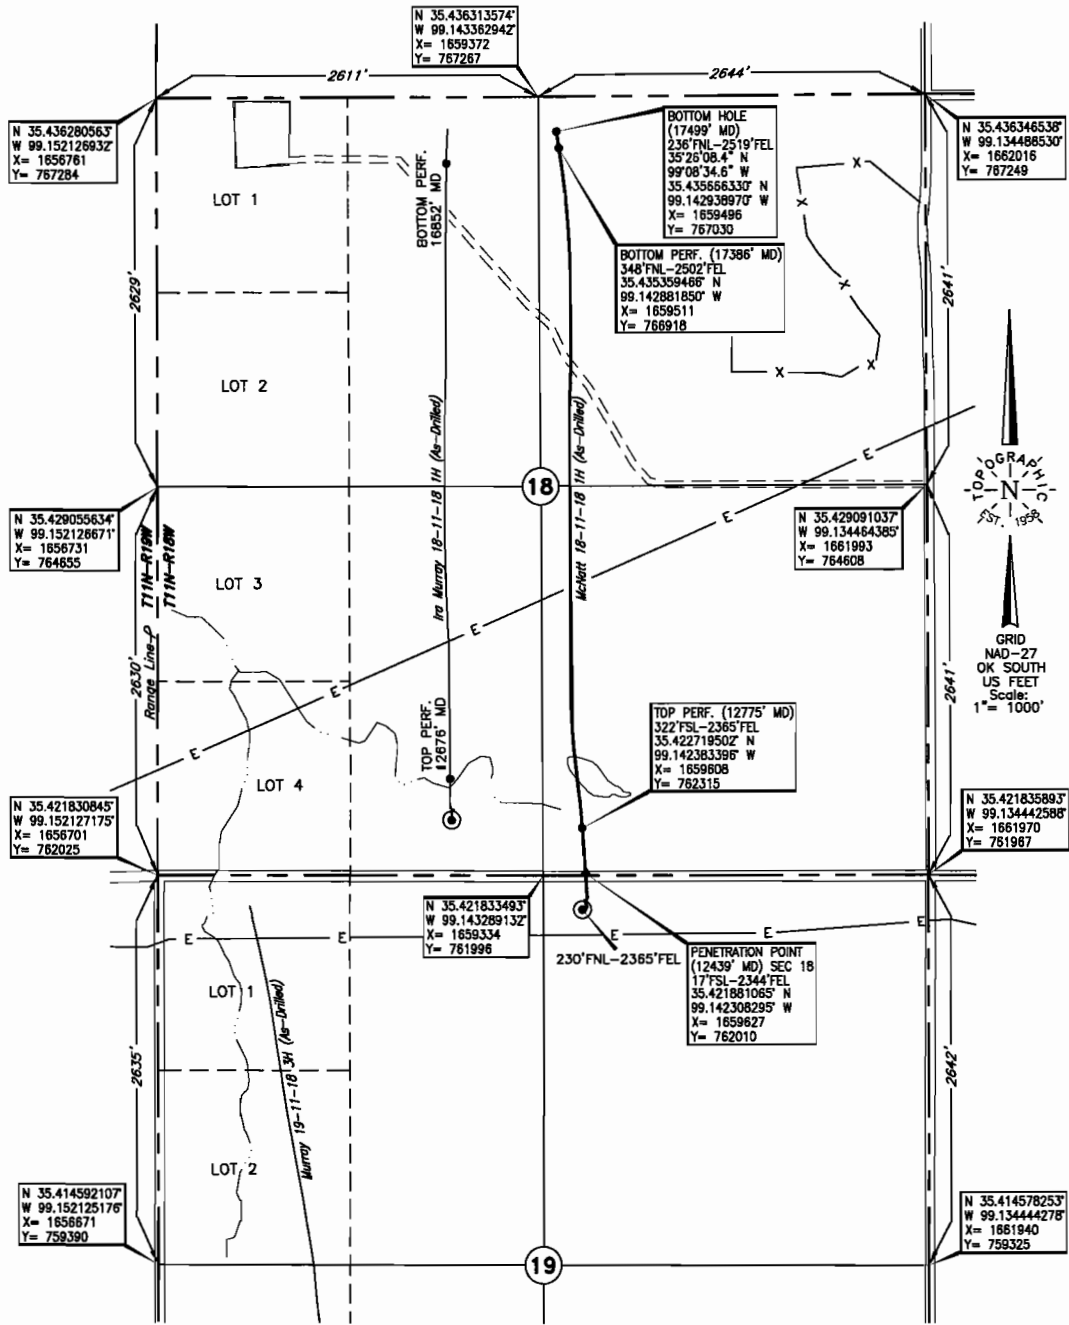 N 35.436313574°
W 99.143362942°
X= 1659372
Y= 767267
2611'
2644'
N 35.436280563°
W 99.152126932°
X= 1656761
Y= 767284
BOTTOM HOLE
(17499' MD)
236'FNL-2519'FEL
35°26'08.4" N
99°08'34.6" W
35.435666330° N
99.142938970° W
X= 1659496
Y= 767030
N 35.436346538°
W 99.134488530°
X= 1662016
Y= 767249
LOT 1
BOTTOM PERF.
16852' MD
X
X
X
X
X
BOTTOM PERF. (17386' MD)
348'FNL-2502'FEL
35.435359466° N
99.142881850° W
X= 1659511
Y= 766918
2629'
2641'
LOT 2
Ira Murray 18-11-18 1H (As-Drilled)
McNatt 18-11-18 1H (As-Drilled)
E
18
E
TOPOGRAPHIC
N
EST. 1958
N 35.429055634°
W 99.152126671°
X= 1656731
Y= 764655
T11N-R19W
T11N-R18W
N 35.429091037°
W 99.134464385°
X= 1661993
Y= 764608
LOT 3
E
E
E
E
GRID
NAD-27
OK SOUTH
US FEET
Scale:
1"= 1000'
2630'
Range Line
2641'
TOP PERF.
12676' MD
TOP PERF. (12775' MD)
322'FSL-2365'FEL
35.422719502° N
99.142383396° W
X= 1659608
Y= 762315
LOT 4
N 35.421830845°
W 99.152127175°
X= 1656701
Y= 762025
N 35.421835893°
W 99.134442588°
X= 1661970
Y= 761967
N 35.421833493°
W 99.143289132°
X= 1659334
Y= 761996
E
E
E
E
E
230'FNL-2365'FEL
PENETRATION POINT
(12439' MD) SEC 18
17'FSL-2344'FEL
35.421881065° N
99.142308295° W
X= 1659627
Y= 762010
LOT 1
Murray 19-11-18 3H (As-Drilled)
2635'
2642'
LOT 2
N 35.414592107°
W 99.152125176°
X= 1656671
Y= 759390
N 35.414578253°
W 99.134444278°
X= 1661940
Y= 759325
19